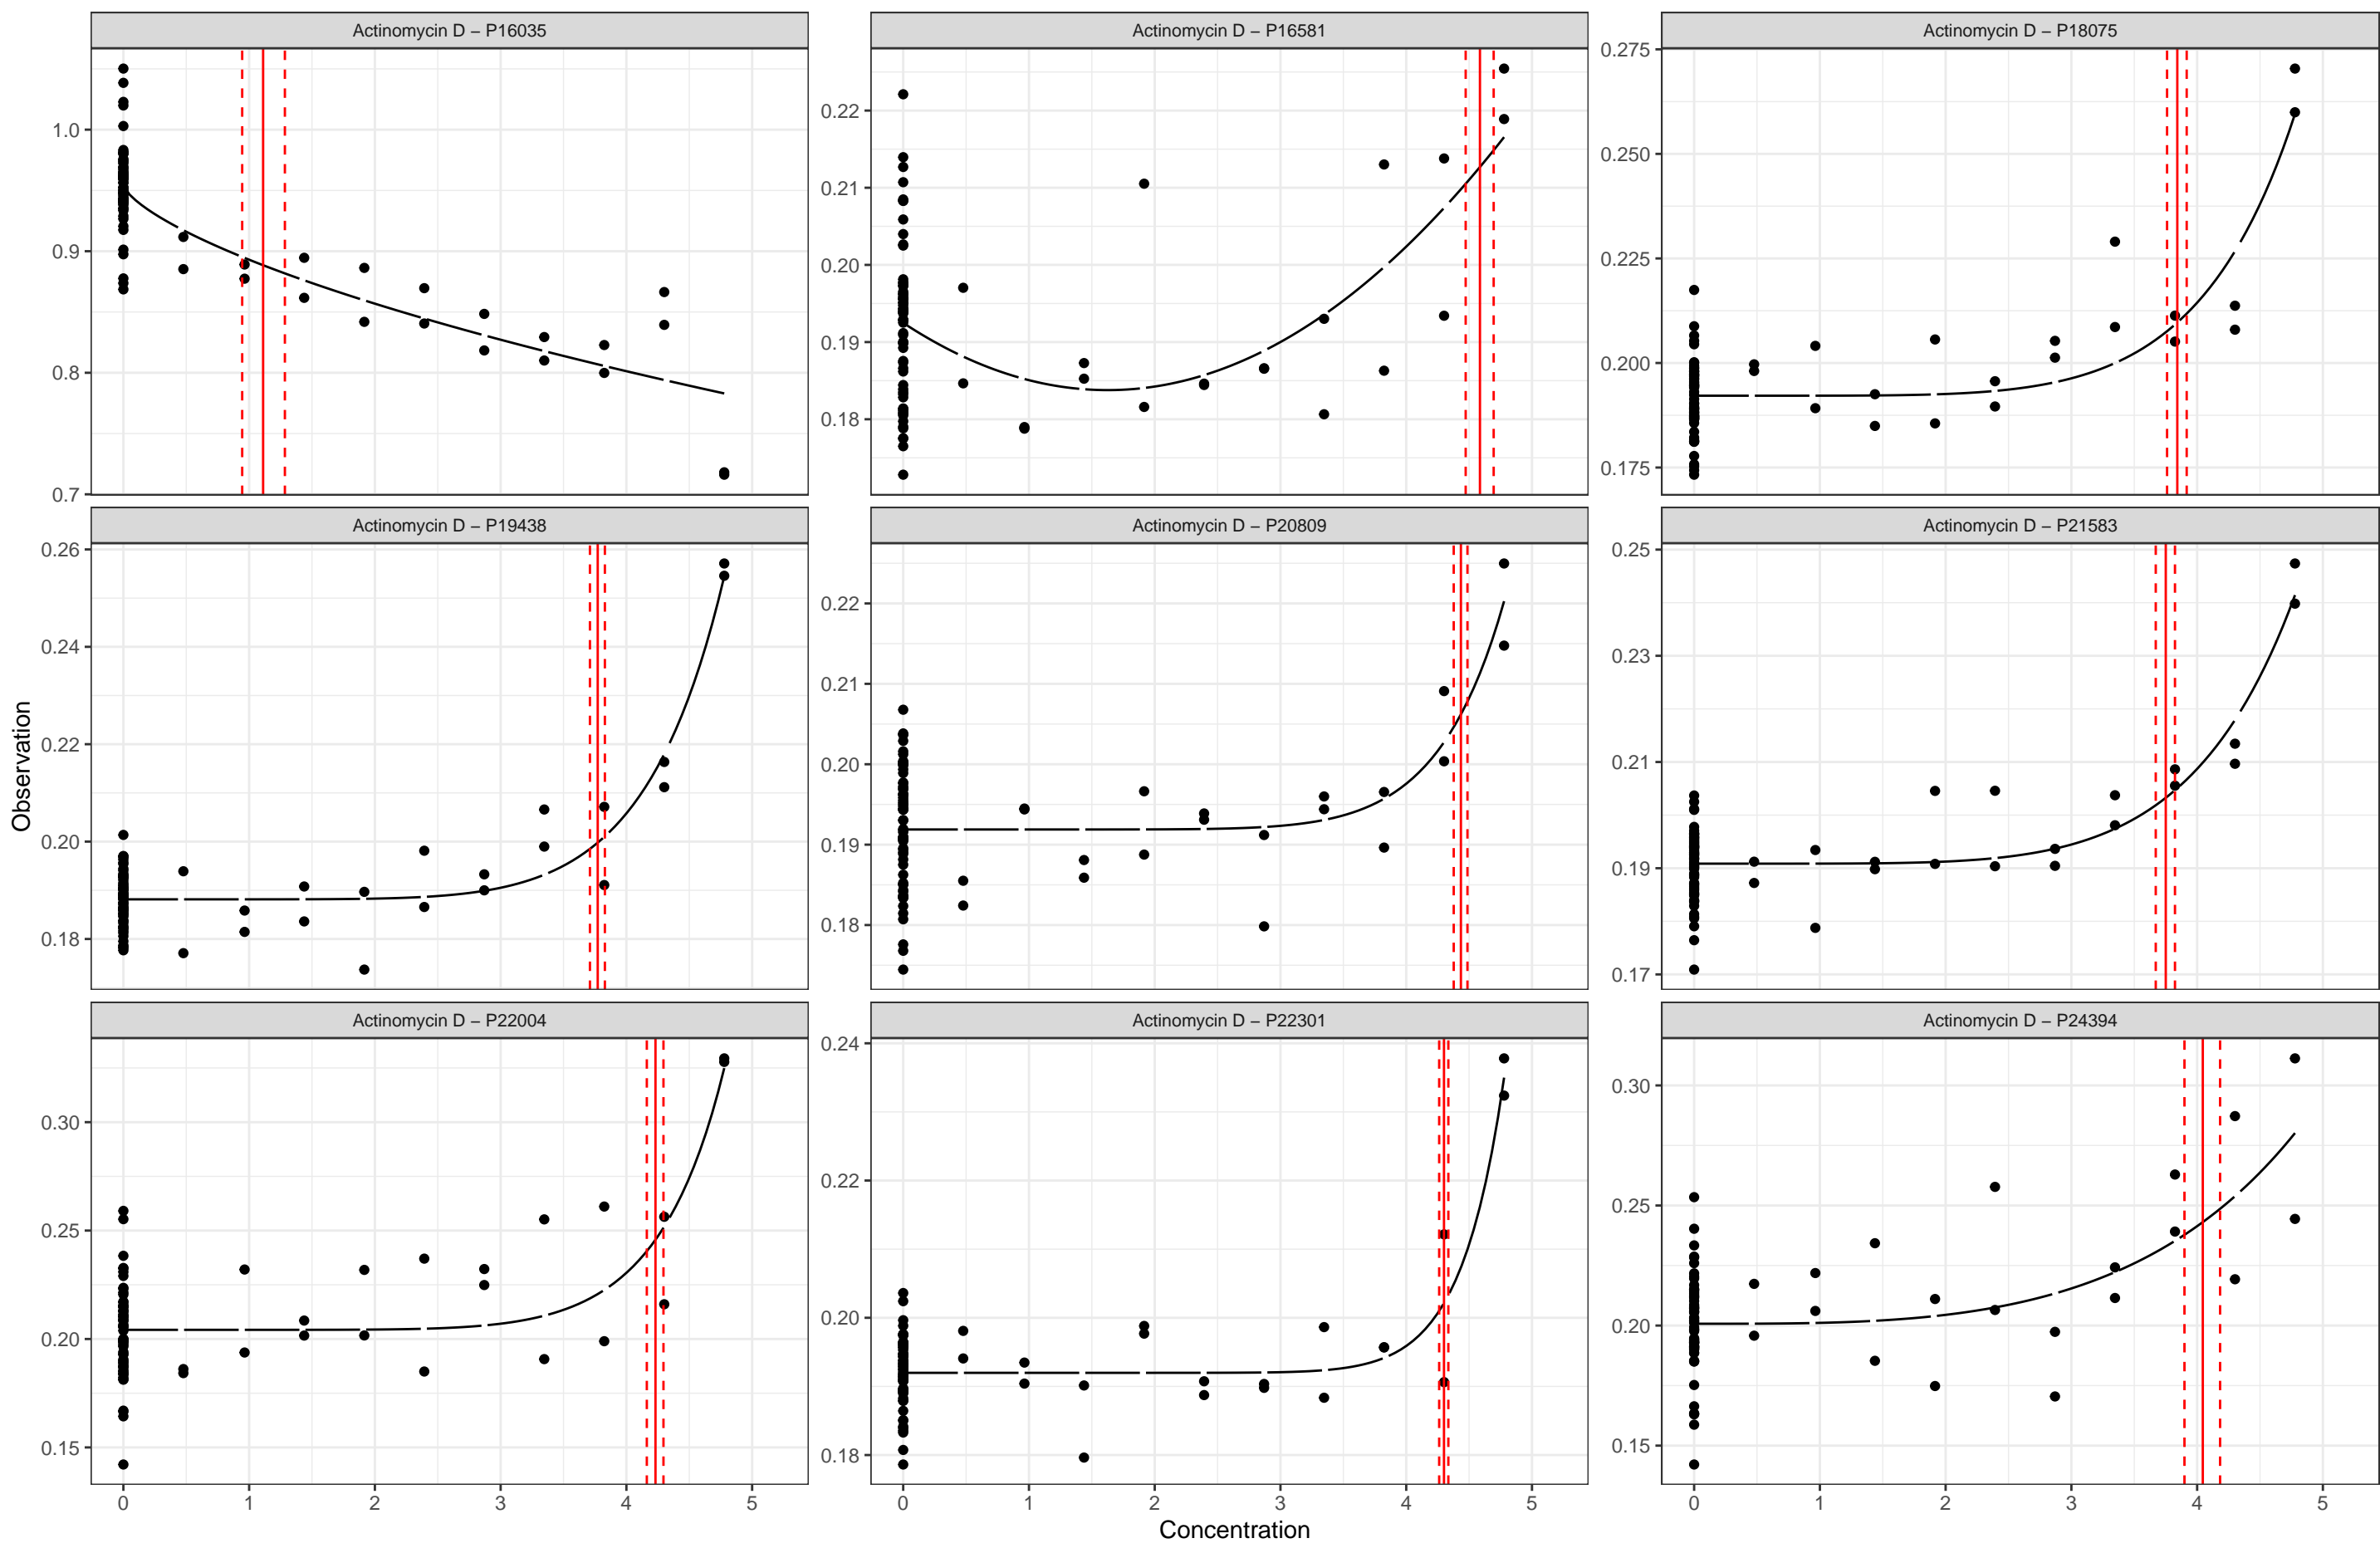 Actinomycin D – P16035
Actinomycin D – P16581
Actinomycin D – P18075
1.0
0.9
0.8
0.7
0.22
0.21
0.20
0.19
0.18
0.275
0.250
0.225
0.200
0.175
Actinomycin D – P19438
Actinomycin D – P20809
Actinomycin D – P21583
0.26
0.24
0.22
0.20
0.18
0.22
0.21
0.20
0.19
0.18
0.25
0.23
0.21
0.19
0.17
Observation
Actinomycin D – P22004
Actinomycin D – P22301
Actinomycin D – P24394
0.30
0.25
0.20
0.15
0.24
0.22
0.20
0.18
0.30
0.25
0.20
0.15
0 1 2 3 4 5
0 1 2 3 4 5
0 1 2 3 4 5
Concentration